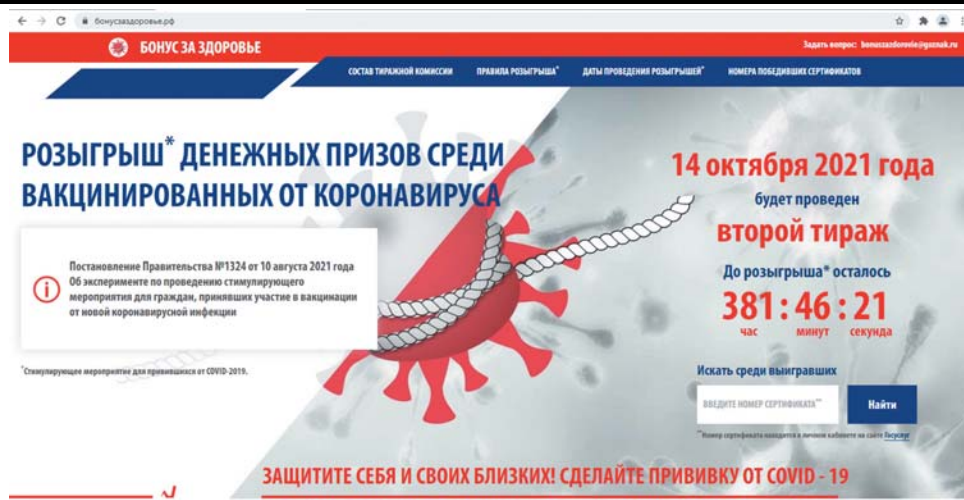 бонусзаздоровье.рф
БОНУС ЗА ЗДОРОВЬЕ
Задать вопрос: bonuszazdorovie@goznak.ru
СОСТАВ ТИРАЖНОЙ КОМИССИИ ПРАВИЛА РОЗЫГРЫША* ДАТЫ ПРОВЕДЕНИЯ РОЗЫГРЫШЕЙ* НОМЕРА ПОБЕДИВШИХ СЕРТИФИКАТОВ
РОЗЫГРЫШ* ДЕНЕЖНЫХ ПРИЗОВ СРЕДИ
ВАКЦИНИРОВАННЫХ ОТ КОРОНАВИРУСА
Постановление Правительства №1324 от 10 августа 2021 года
Об эксперименте по проведению стимулирующего
мероприятия для граждан, принявших участие в вакцинации
от новой коронавирусной инфекции
*Стимулирующее мероприятие для привившихся от COVID-2019.
14 октября 2021 года
будет проведен
второй тираж
До розыгрыша* осталось
381 : 46 : 21
час минут секунда
Искать среди выигравших
ВВЕДИТЕ НОМЕР СЕРТИФИКАТА**
Найти
**Номер сертификата находится в личном кабинете на сайте Госуслуг
ЗАЩИТИТЕ СЕБЯ И СВОИХ БЛИЗКИХ! СДЕЛАЙТЕ ПРИВИВКУ ОТ COVID - 19